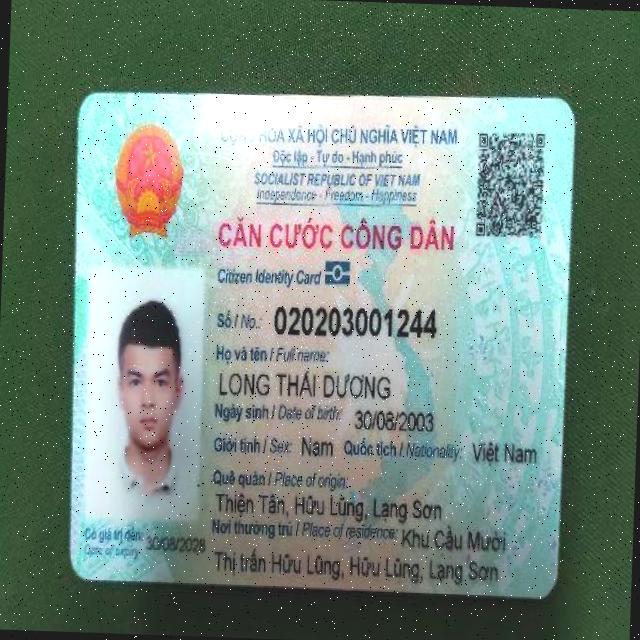 HÒA XÃ HỘI CHỦ NGHĨA VIỆT NAM
Độc lập - Tự do - Hạnh phúc
SOCIALIST REPUBLIC OF VIET NAM
Independence - Freedom - Happiness
CĂN CƯỚC CÔNG DÂN
Citizen Identity Card
Số / No.: 020203001244
Họ và tên / Full name:
LONG THÁI DƯƠNG
Ngày sinh / Date of birth: 30/08/2003
Giới tính / Sex: Nam Quốc tịch / Nationality: Việt Nam
Quê quán / Place of origin:
Thiện Tân, Hữu Lũng, Lạng Sơn
Nơi thường trú / Place of residence: Khu Cầu Mười
Thị trấn Hữu Lũng, Hữu Lũng, Lạng Sơn
Có giá trị đến: 30/08/2028
Date of expiry